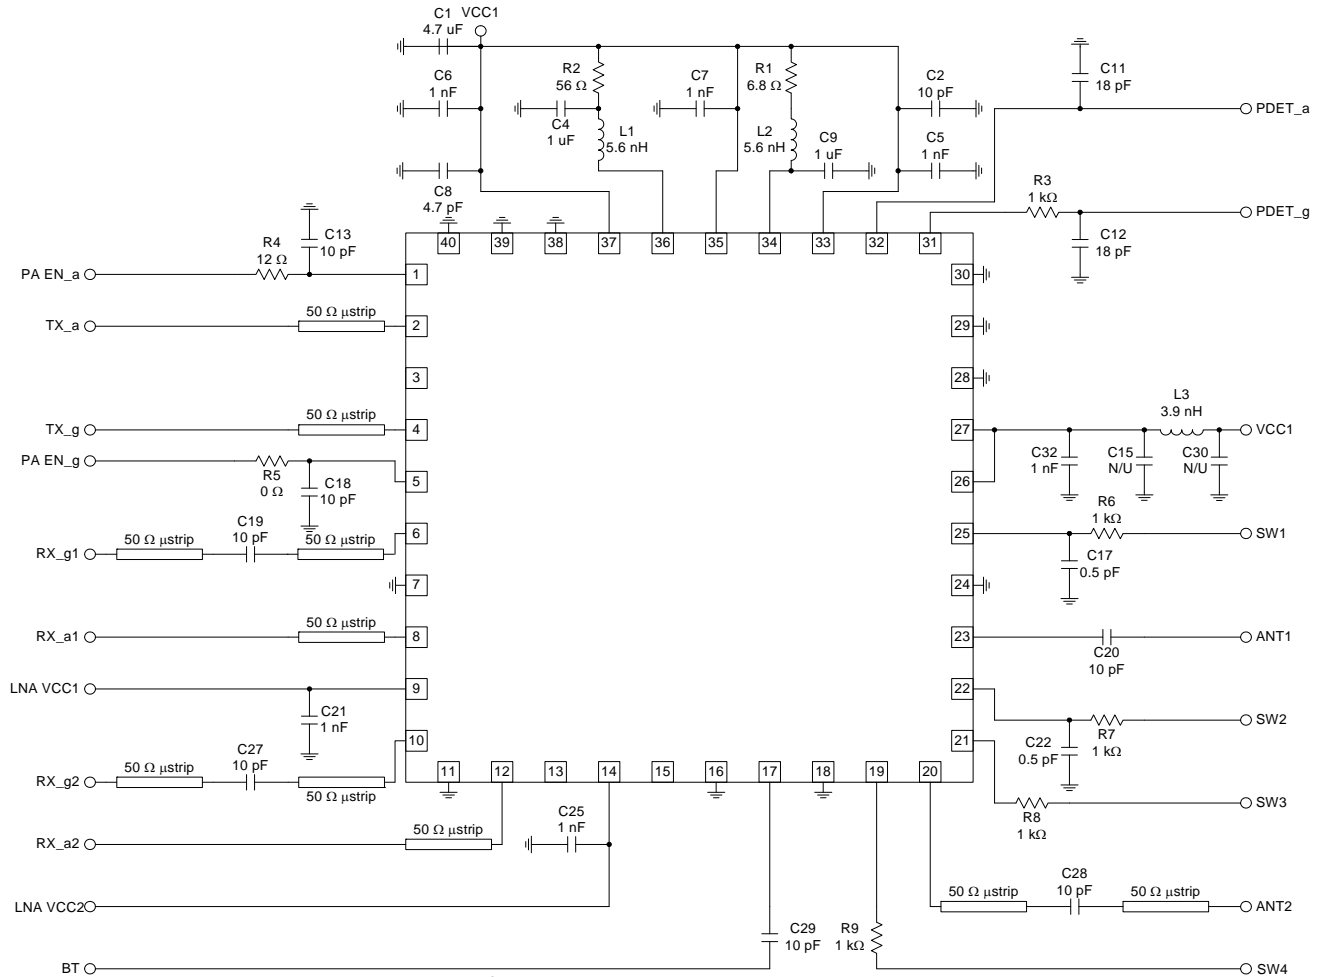 C1
4.7 uF
VCC1
C6
1 nF
R2
56 Ω
C7
1 nF
R1
6.8 Ω
C2
10 pF
C11
18 pF
PDET_a
C4
1 uF
L1
5.6 nH
L2
5.6 nH
C9
1 uF
C5
1 nF
C8
4.7 pF
R3
1 kΩ
PDET_g
C12
18 pF
C13
10 pF
R4
12 Ω
PA EN_a
40
39
38
37
36
35
34
33
32
31
1
30
50 Ω µstrip
TX_a
2
29
3
28
50 Ω µstrip
TX_g
4
27
L3
3.9 nH
VCC1
PA EN_g
R5
0 Ω
C18
10 pF
5
26
C32
1 nF
C15
N/U
C30
N/U
C19
10 pF
50 Ω µstrip
50 Ω µstrip
RX_g1
6
25
R6
1 kΩ
SW1
C17
0.5 pF
7
24
RX_a1
50 Ω µstrip
8
23
C20
10 pF
ANT1
LNA VCC1
9
22
C21
1 nF
SW2
R7
1 kΩ
C22
0.5 pF
10
21
C27
10 pF
50 Ω µstrip
RX_g2
50 Ω µstrip
11
12
13
14
15
16
17
18
19
20
SW3
R8
1 kΩ
C25
1 nF
50 Ω µstrip
RX_a2
C28
10 pF
50 Ω µstrip
50 Ω µstrip
LNA VCC2
ANT2
C29
10 pF
R9
1 kΩ
BT
SW4